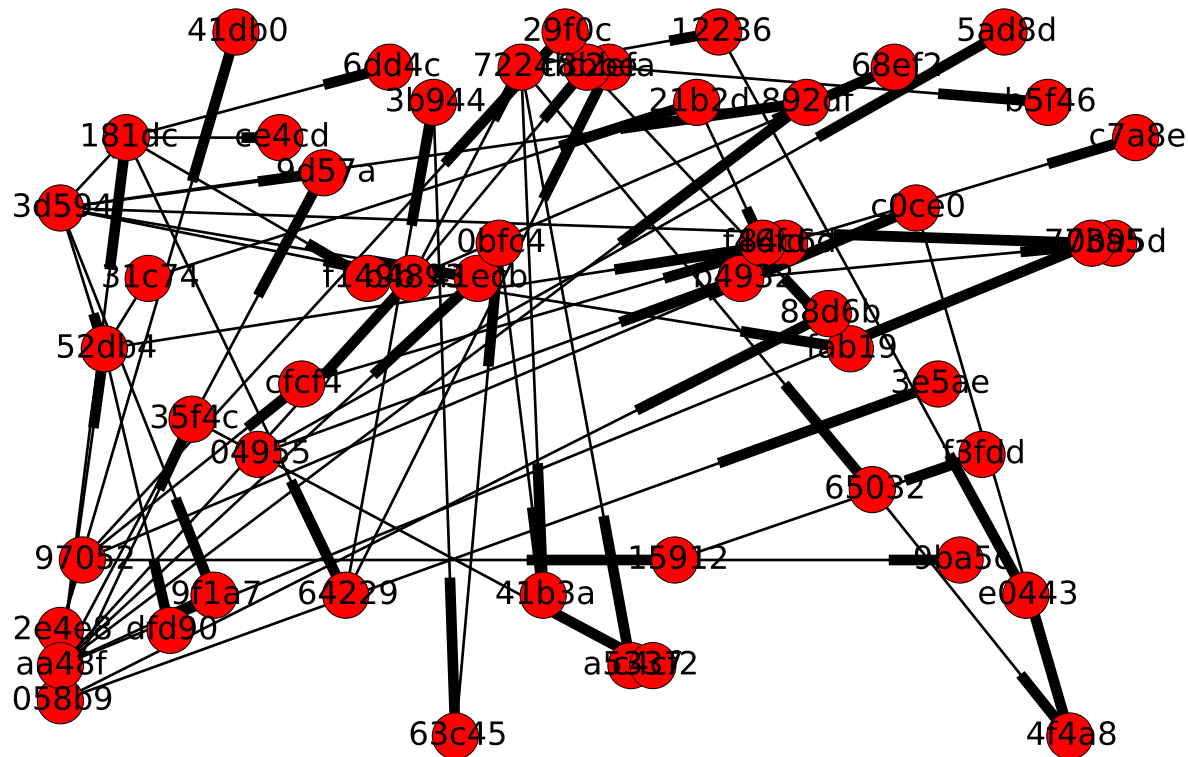 41db0
29f0c
12236
5ad8d
6dd4c
68ef2
3b944
21b2d
892df
b5f46
181dc
ce4cd
c7a8e
9d57a
3d594
c0ce0
0bfc4
31c74
b4932
52db4
88d6b
fab19
cfcf4
3e5ae
35f4c
04955
f3fdd
65032
97052
15912
9ba5c
9f1a7
64229
41b3a
e0443
2e4e8
dfd90
aa48f
058b9
63c45
4f4a8